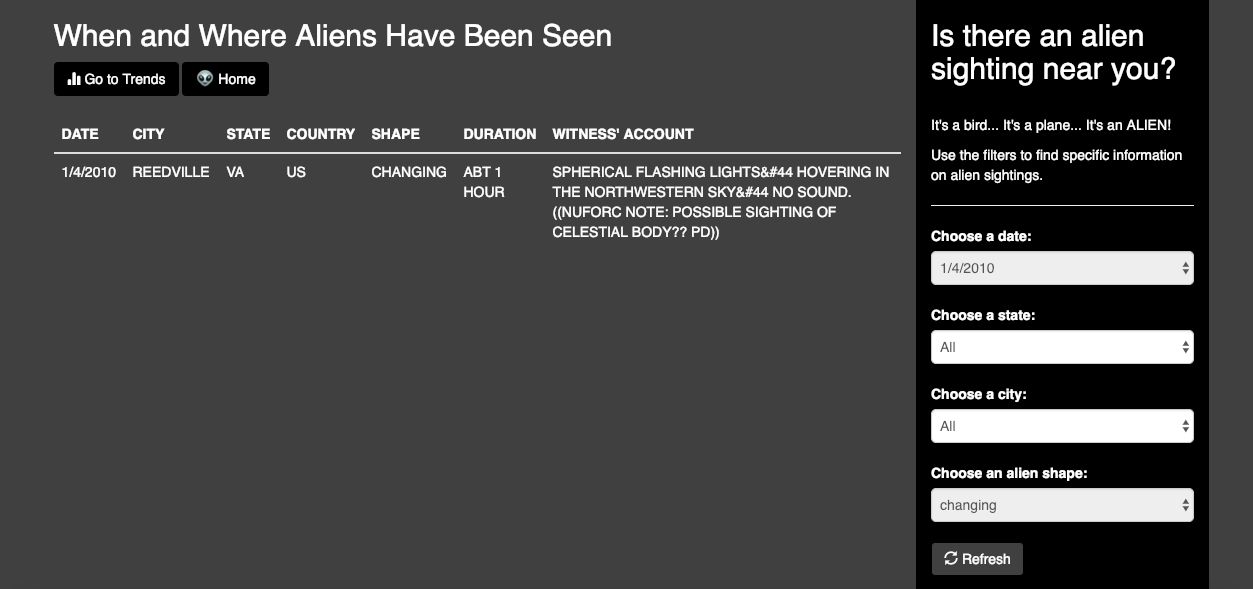 When and Where Aliens Have Been Seen
Go to Trends
Home
DATE CITY STATE COUNTRY SHAPE DURATION WITNESS' ACCOUNT
1/4/2010 REEDVILLE VA US CHANGING ABT 1 SPHERICAL FLASHING LIGHTS&#44 HOVERING IN
HOUR THE NORTHWESTERN SKY&#44 NO SOUND.
((NUFORC NOTE: POSSIBLE SIGHTING OF
CELESTIAL BODY?? PD))
Is there an alien
sighting near you?
It's a bird... It's a plane... It's an ALIEN!
Use the filters to find specific information
on alien sightings.
Choose a date:
1/4/2010
Choose a state:
All
Choose a city:
All
Choose an alien shape:
changing
Refresh